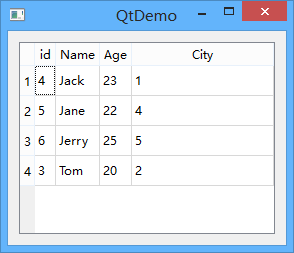 QtDemo
id Name Age City
1 4 Jack 23 1
2 5 Jane 22 4
3 6 Jerry 25 5
4 3 Tom 20 2